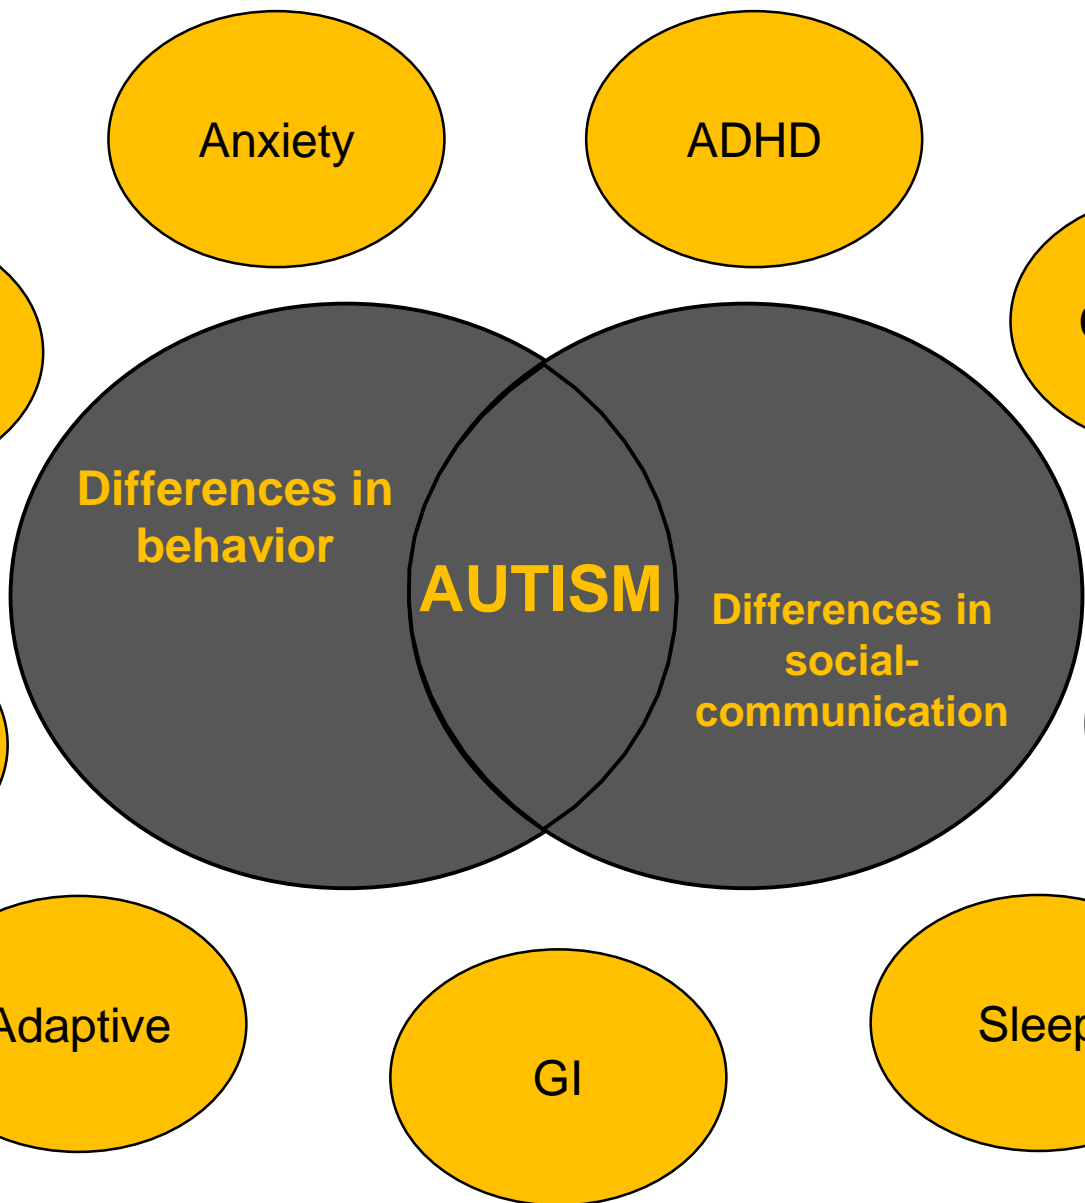 Anxiety
ADHD
Differences in
behavior
AUTISM
Differences in
social-
communication
Adaptive
Sleep
GI